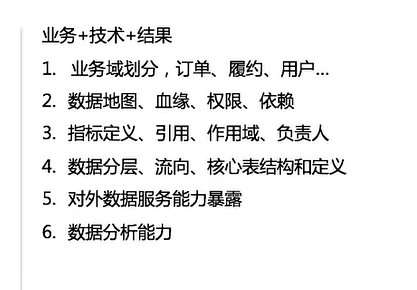 业务+技术+结果
1. 业务域划分，订单、履约、用户...
2. 数据地图、血缘、权限、依赖
3. 指标定义、引用、作用域、负责人
4. 数据分层、流向、核心表结构和定义
5. 对外数据服务能力暴露
6. 数据分析能力